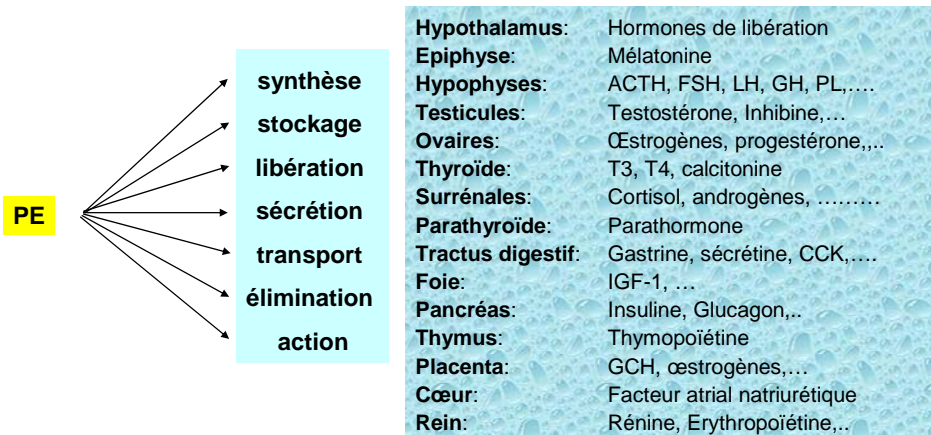 PE
synthèse
stockage
libération
sécrétion
transport
élimination
action
Hypothalamus: Hormones de libération
Epiphyse: Mélatonine
Hypophyses: ACTH, FSH, LH, GH, PL,….
Testicules: Testostérone, Inhibine,…
Ovaires: Œstrogènes, progestérone,,..
Thyroïde: T3, T4, calcitonine
Surrénales: Cortisol, androgènes, ………
Parathyroïde: Parathormone
Tractus digestif: Gastrine, sécrétine, CCK,….
Foie: IGF-1, …
Pancréas: Insuline, Glucagon,..
Thymus: Thymopoïétine
Placenta: GCH, œstrogènes,…
Cœur: Facteur atrial natriurétique
Rein: Rénine, Erythropoïétine,..